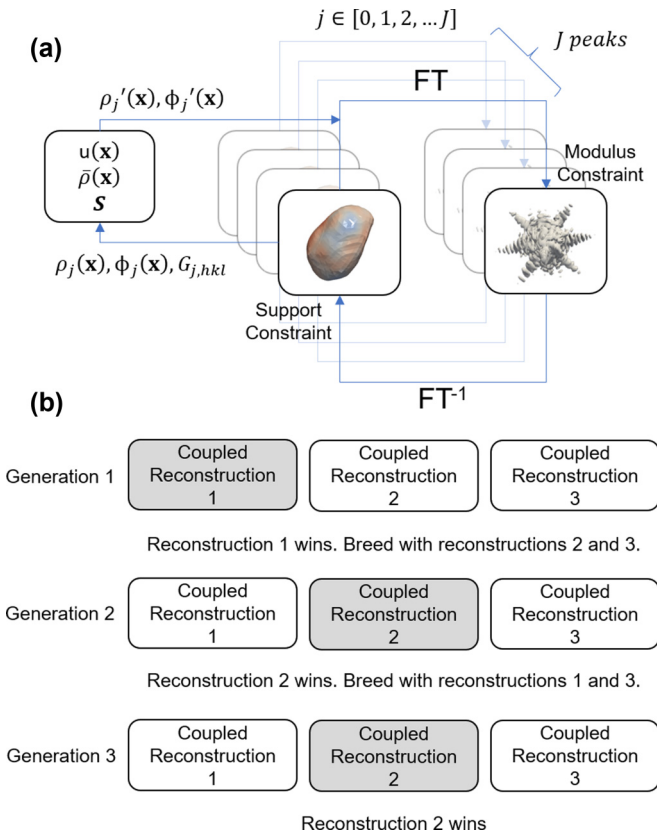 (a)
j ∈ [0, 1, 2, … J]
J peaks
FT
ρj′(x), ϕj′(x)
u(x)
ρ̄(x)
S
Modulus
Constraint
ρj(x), ϕj(x), Gj,hkl
Support
Constraint
FT-1
(b)
Generation 1
Coupled
Reconstruction
1
Coupled
Reconstruction
2
Coupled
Reconstruction
3
Reconstruction 1 wins. Breed with reconstructions 2 and 3.
Generation 2
Coupled
Reconstruction
1
Coupled
Reconstruction
2
Coupled
Reconstruction
3
Reconstruction 2 wins. Breed with reconstructions 1 and 3.
Generation 3
Coupled
Reconstruction
1
Coupled
Reconstruction
2
Coupled
Reconstruction
3
Reconstruction 2 wins